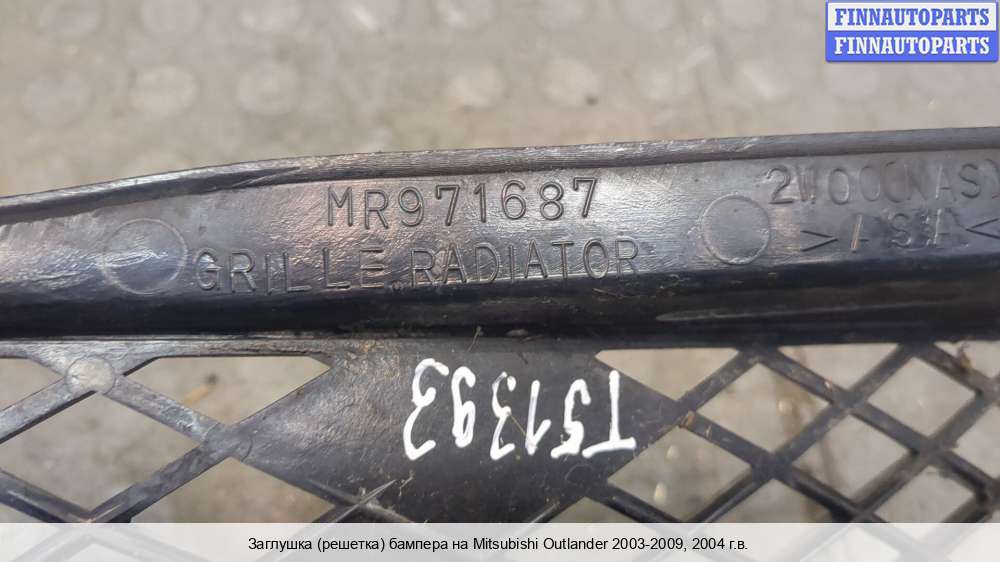 FINNAUTOPARTS
FINNAUTOPARTS
MR971687
GRILLE RADIATOR
T51393
Заглушка (решетка) бампера на Mitsubishi Outlander 2003-2009, 2004 г.в.